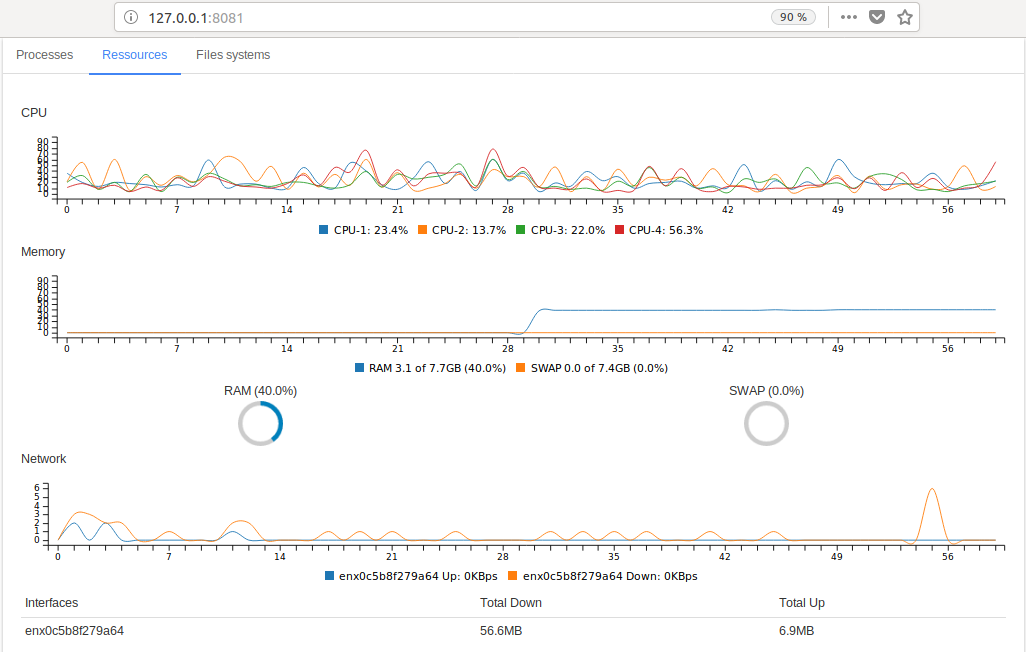 127.0.0.1:8081 90 %
Processes Ressources Files systems
CPU
90
80
70
60
50
40
30
20
10
0
0 7 14 21 28 35 42 49 56
CPU-1: 23.4% CPU-2: 13.7% CPU-3: 22.0% CPU-4: 56.3%
Memory
90
80
70
60
50
40
30
20
10
0
0 7 14 21 28 35 42 49 56
RAM 3.1 of 7.7GB (40.0%) SWAP 0.0 of 7.4GB (0.0%)
RAM (40.0%) SWAP (0.0%)
Network
6
5
4
3
2
1
0
0 7 14 21 28 35 42 49 56
enx0c5b8f279a64 Up: 0KBps enx0c5b8f279a64 Down: 0KBps
Interfaces Total Down Total Up
enx0c5b8f279a64 56.6MB 6.9MB